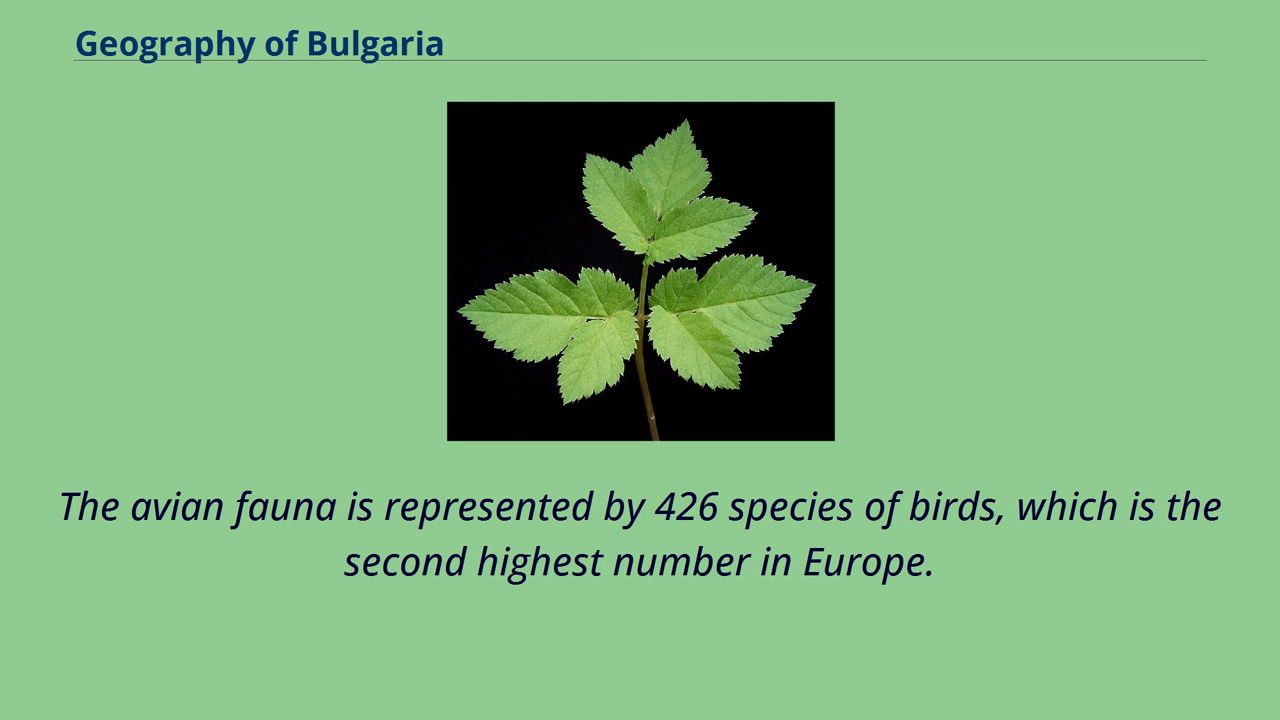 Geography of Bulgaria
The avian fauna is represented by 426 species of birds, which is the
second highest number in Europe.